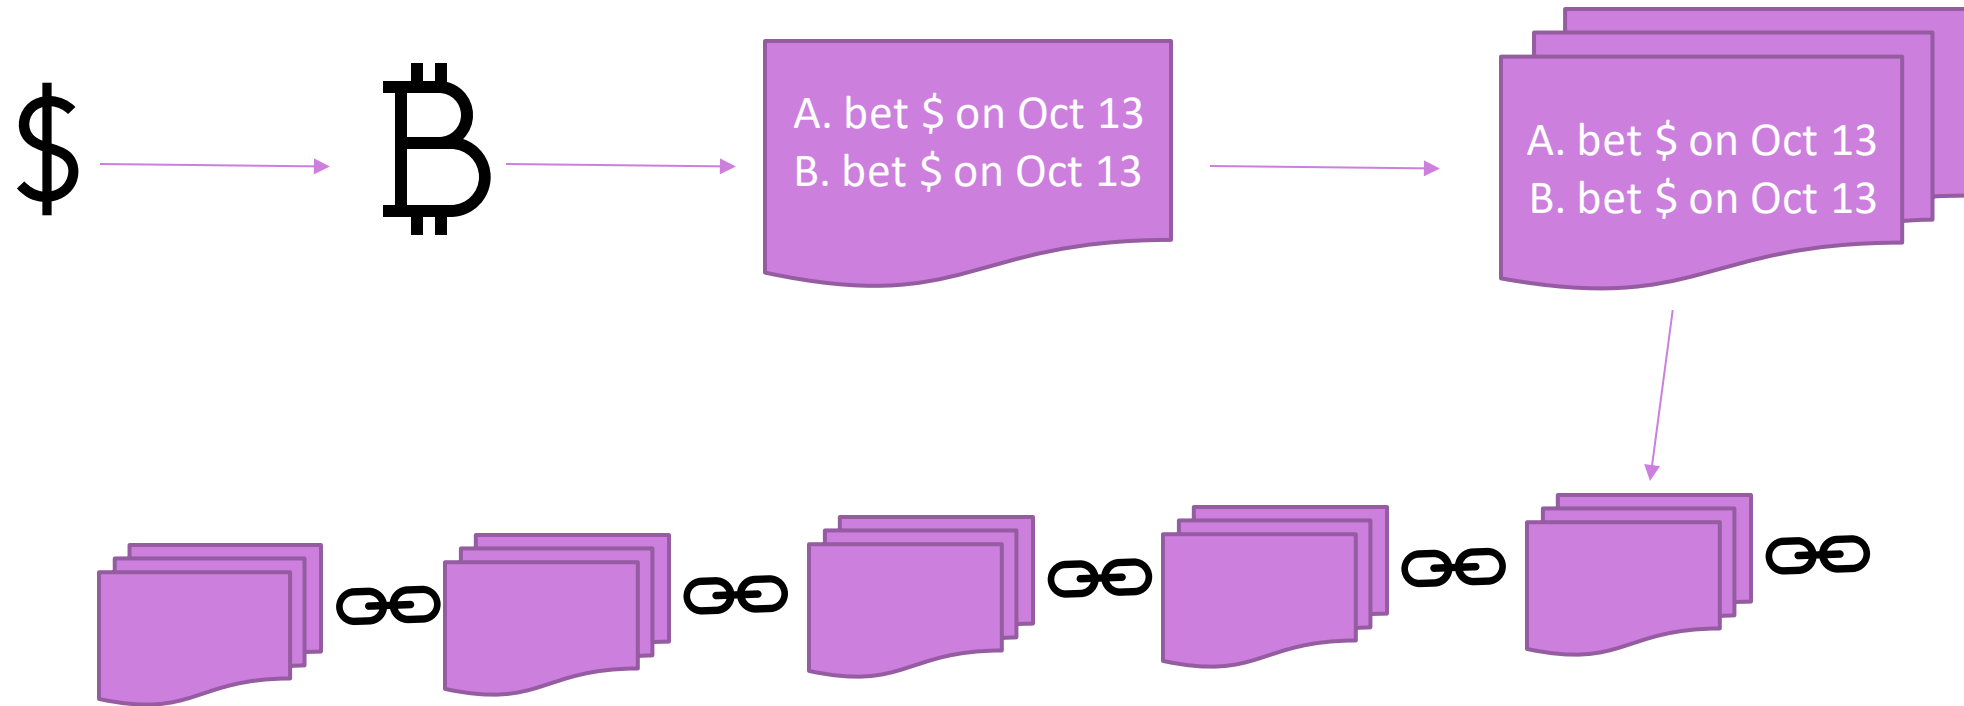 $
A. bet $ on Oct 13
B. bet $ on Oct 13
A. bet $ on Oct 13
B. bet $ on Oct 13